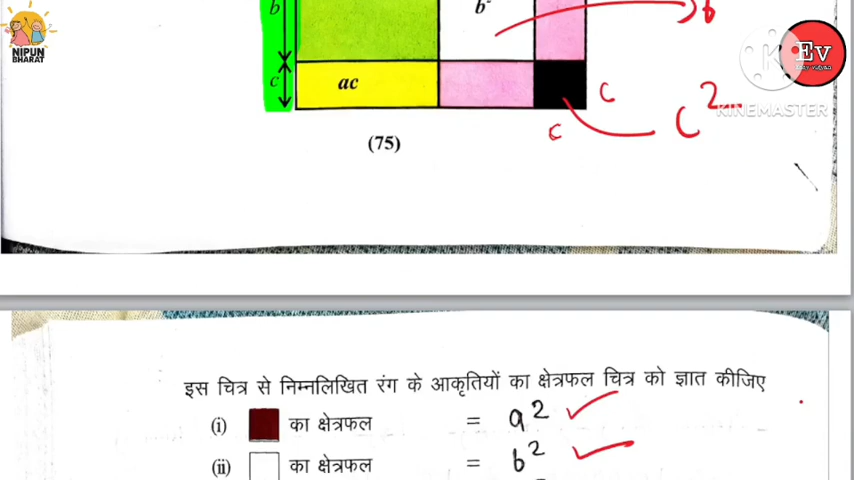 b
b²
b
NIPUN
BHARAT
Ev
K
KINEMASTER
c
ac
c
c
c²
(75)
इस चित्र से निम्नलिखित रंग के आकृतियों का क्षेत्रफल चित्र को ज्ञात कीजिए
(i) का क्षेत्रफल = a²
(ii) का क्षेत्रफल = b²